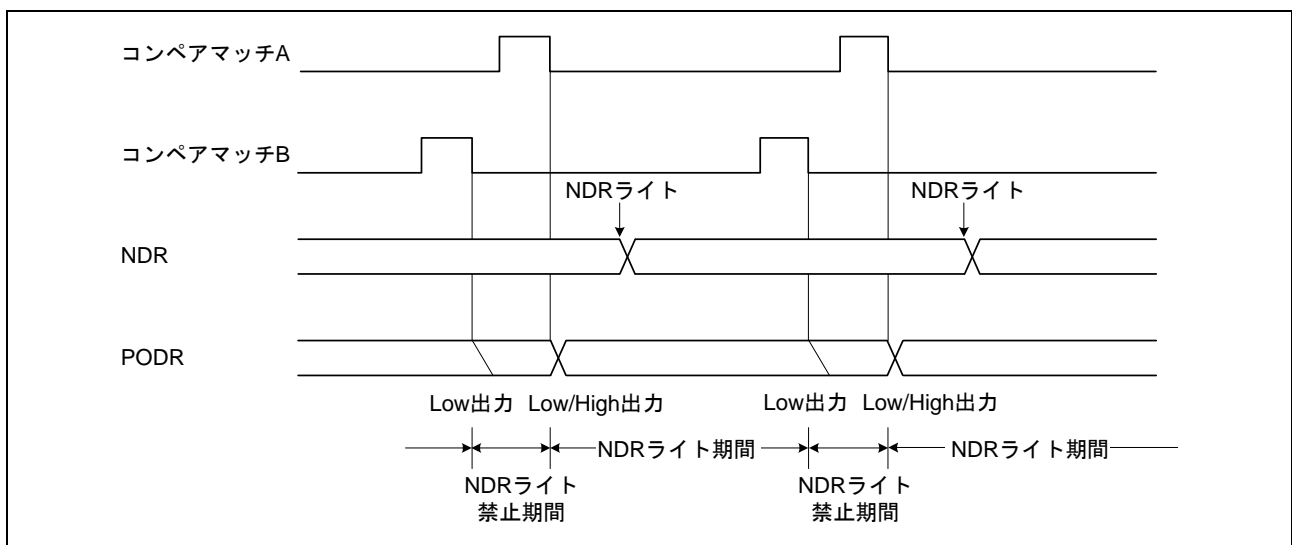 コンペアマッチA
コンペアマッチB
NDRライト NDRライト
NDR
PODR
Low出力 Low/High出力 Low出力 Low/High出力
NDRライト期間 NDRライト期間
NDRライト NDRライト
禁止期間 禁止期間